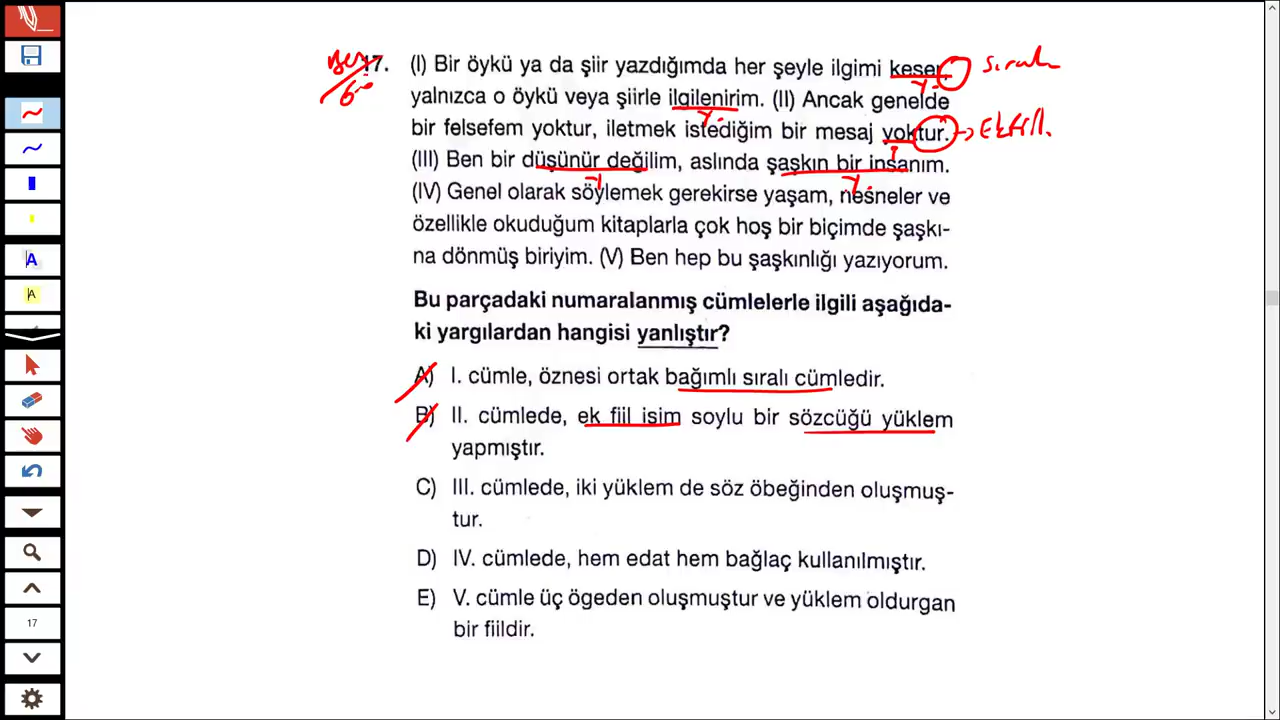 17. (I) Bir öykü ya da şiir yazdığımda her şeyle ilgimi keser, sıralı
yalnızca o öykü veya şiirle ilgilenirim. (II) Ancak genelde
bir felsefem yoktur, iletmek istediğim bir mesaj yoktur. → Ekfiil.
(III) Ben bir düşünür değilim, aslında şaşkın bir insanım.
(IV) Genel olarak söylemek gerekirse yaşam, nesneler ve
özellikle okuduğum kitaplarla çok hoş bir biçimde şaşkı-
na dönmüş biriyim. (V) Ben hep bu şaşkınlığı yazıyorum.
Bu parçadaki numaralanmış cümlelerle ilgili aşağıda-
ki yargılardan hangisi yanlıştır?
A) I. cümle, öznesi ortak bağımlı sıralı cümledir.
B) II. cümlede, ek fiil isim soylu bir sözcüğü yüklem
yapmıştır.
C) III. cümlede, iki yüklem de söz öbeğinden oluşmuş-
tur.
D) IV. cümlede, hem edat hem bağlaç kullanılmıştır.
E) V. cümle üç ögeden oluşmuştur ve yüklem oldurgan
bir fiildir.
A
A
17